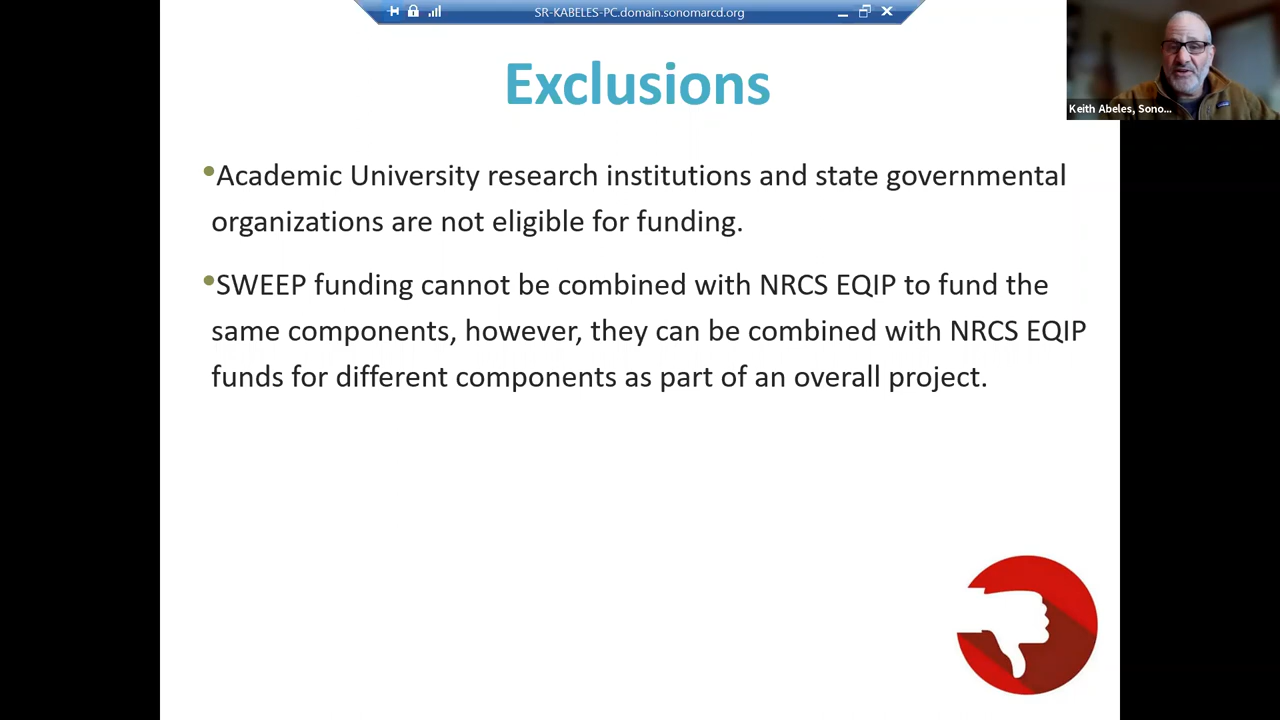 SR-KABELES-PC.domain.sonomarcd.org
Exclusions
Keith Abeles, Sono...
•Academic University research institutions and state governmental
organizations are not eligible for funding.
•SWEEP funding cannot be combined with NRCS EQIP to fund the
same components, however, they can be combined with NRCS EQIP
funds for different components as part of an overall project.